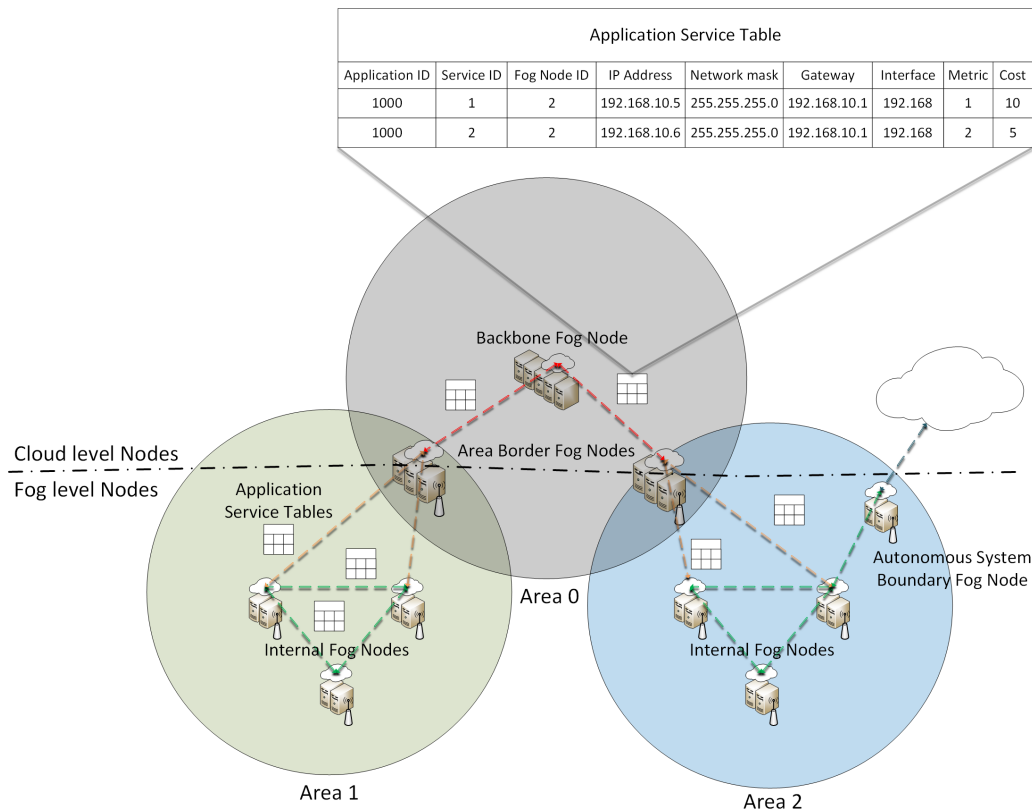 Application Service Table
Application ID Service ID Fog Node ID IP Address Network mask Gateway Interface Metric Cost
1000 1 2 192.168.10.5 255.255.255.0 192.168.10.1 192.168 1 10
1000 2 2 192.168.10.6 255.255.255.0 192.168.10.1 192.168 2 5
Backbone Fog Node
Cloud level Nodes
Area Border Fog Nodes
Fog level Nodes
Application
Service Tables
Autonomous System
Boundary Fog Node
Area 0
Internal Fog Nodes
Internal Fog Nodes
Area 1
Area 2